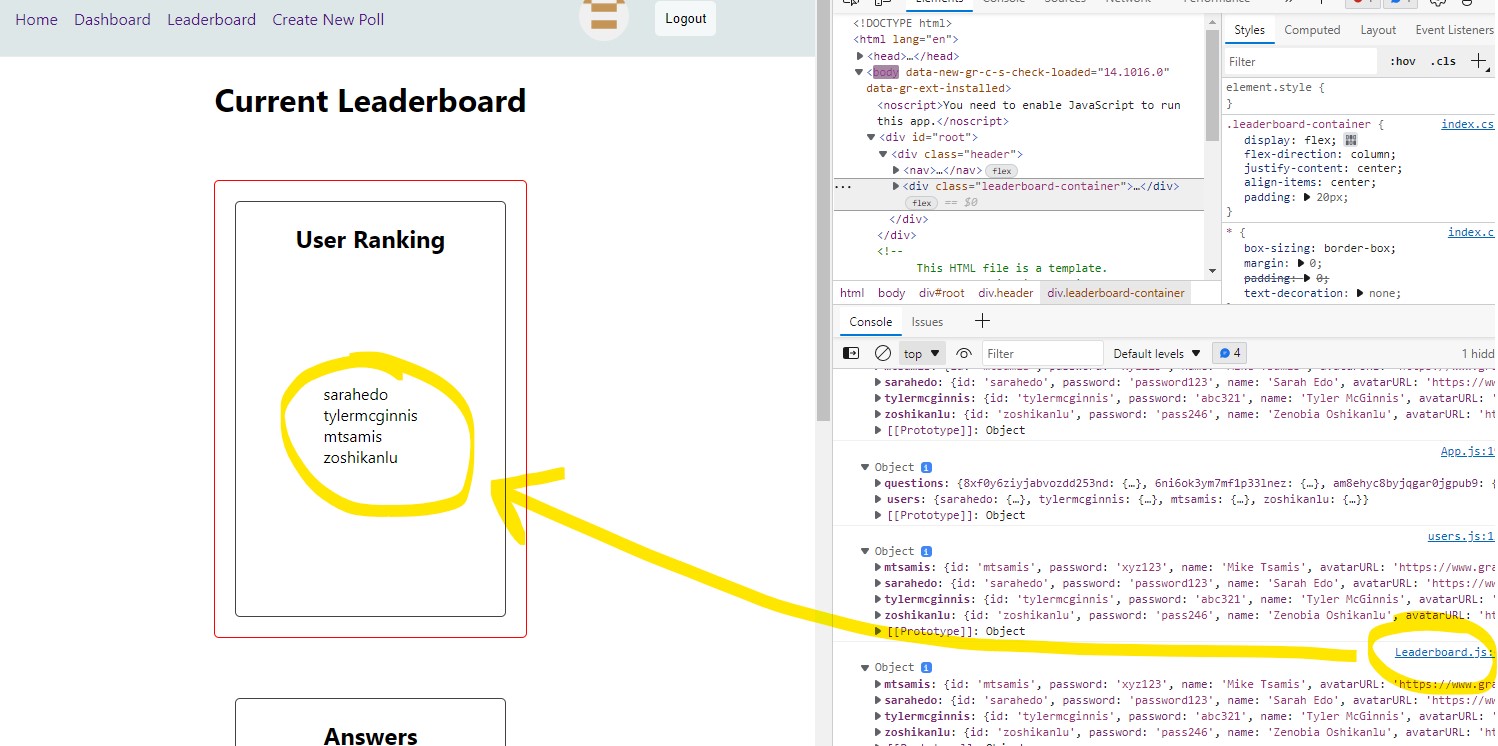 Home Dashboard Leaderboard Create New Poll Logout
Current Leaderboard
User Ranking
sarahedo
tylermcginnis
mtsamis
zoshikanlu
Answers
Elements
<!DOCTYPE html>
<html lang="en">
<head>…</head>
<body data-new-gr-c-s-check-loaded="14.1016.0"
data-gr-ext-installed>
<noscript>You need to enable JavaScript to run
this app.</noscript>
<div id="root">
<div class="header">
<nav>…</nav> flex
<div class="leaderboard-container">…</div>
flex == $0
</div>
</div>
<!--
This HTML file is a template.
html body div#root div.header div.leaderboard-container
Styles Computed Layout Event Listeners
Filter :hov .cls
element.style {
}
.leaderboard-container { index.cs
display: flex;
flex-direction: column;
justify-content: center;
align-items: center;
padding: 20px;
}
* { index.c
box-sizing: border-box;
margin: 0;
padding: 0;
text-decoration: none;
Console Issues
top Filter Default levels 4 1 hidd
sarahedo: {id: 'sarahedo', password: 'password123', name: 'Sarah Edo', avatarURL: 'https://ww
tylermcginnis: {id: 'tylermcginnis', password: 'abc321', name: 'Tyler McGinnis', avatarURL:
zoshikanlu: {id: 'zoshikanlu', password: 'pass246', name: 'Zenobia Oshikanlu', avatarURL: 'ht
[[Prototype]]: Object
App.js:1
Object
questions: {8xf0y6ziyjabvozdd253nd: {…}, 6ni6ok3ym7mf1p33lnez: {…}, am8ehyc8byjqgar0jgpub9: {
users: {sarahedo: {…}, tylermcginnis: {…}, mtsamis: {…}, zoshikanlu: {…}}
[[Prototype]]: Object
users.js:1
Object
mtsamis: {id: 'mtsamis', password: 'xyz123', name: 'Mike Tsamis', avatarURL: 'https://www.gra
sarahedo: {id: 'sarahedo', password: 'password123', name: 'Sarah Edo', avatarURL: 'https://ww
tylermcginnis: {id: 'tylermcginnis', password: 'abc321', name: 'Tyler McGinnis', avatarURL:
zoshikanlu: {id: 'zoshikanlu', password: 'pass246', name: 'Zenobia Oshikanlu', avatarURL: 'ht
[[Prototype]]: Object
Leaderboard.js:
Object
mtsamis: {id: 'mtsamis', password: 'xyz123', name: 'Mike Tsamis', avatarURL: 'https://www.gra
sarahedo: {id: 'sarahedo', password: 'password123', name: 'Sarah Edo', avatarURL: 'https://ww
tylermcginnis: {id: 'tylermcginnis', password: 'abc321', name: 'Tyler McGinnis', avatarURL:
zoshikanlu: {id: 'zoshikanlu', password: 'pass246', name: 'Zenobia Oshikanlu', avatarURL: 'ht